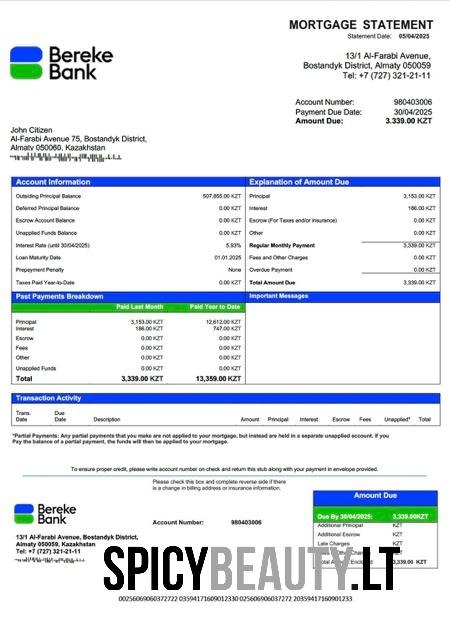 MORTGAGE STATEMENT
Statement Date: 05/04/2025
Bereke
Bank
13/1 Al-Farabi Avenue,
Bostandyk District, Almaty 050059
Tel: +7 (727) 321-21-11
Account Number: 980403006
Payment Due Date: 30/04/2025
Amount Due: 3.339.00 KZT
John Citizen
Al-Farabi Avenue 75, Bostandyk District,
Almaty 050060, Kazakhstan
Account Information
Outsiding Principal Balance 507,855.00 KZT
Deferred Principal Balance 0.00 KZT
Escrow Account Balance 0.00 KZT
Unapplied Funds Balance 0.00 KZT
Interest Rate (until 30/04/2025) 5.93%
Loan Maturity Date 01.01.2025
Prepayment Penalty None
Taxes Paid Year-to-Date 0.00 KZT
Explanation of Amount Due
Principal 3,153.00 KZT
Interest 186.00 KZT
Escrow (For Taxes and/or insurance) 0.00 KZT
Other 0.00 KZT
Regular Monthly Payment 3,339.00 KZT
Fees and Other Charges 0.00 KZT
Overdue Payment 0.00 KZT
Total Amount Due 3,339.00 KZT
Past Payments Breakdown
Paid Last Month Paid Year to Date
Principal 3,153.00 KZT 12,612.00 KZT
Interest 186.00 KZT 747.00 KZT
Escrow 0.00 KZT 0.00 KZT
Fees 0.00 KZT 0.00 KZT
Other 0.00 KZT 0.00 KZT
Unapplied Funds 0.00 KZT 0.00 KZT
Total 3,339.00 KZT 13,359.00 KZT
Important Messages
Transaction Activity
Trans. Date Due Date Description Amount Principal Interest Escrow Fees Unapplied* Total
*Partial Payments: Any partial payments that you make are not applied to your mortgage, but instead are held in a separate unapplied account. If you
Pay the balance of a partial payment, the funds will then be applied to your mortgage.
To ensure proper credit, please write account number on check and return this stub along with your payment in envelope provided.
Please check this box and complete reverse side if there
is a change in billing address or insurance information.
Bereke
Bank
Account Number: 980403006
13/1 Al-Farabi Avenue, Bostandyk District,
Almaty 050059, Kazakhstan
Tel: +7 (727) 321-21-11
Amount Due
Due By 30/04/2025: 3,339.00KZT
Additional Principal KZT
Additional Escrow KZT
Late Charges KZT
KZT
3,339.00 KZT
SPICYBEAUTY.LT